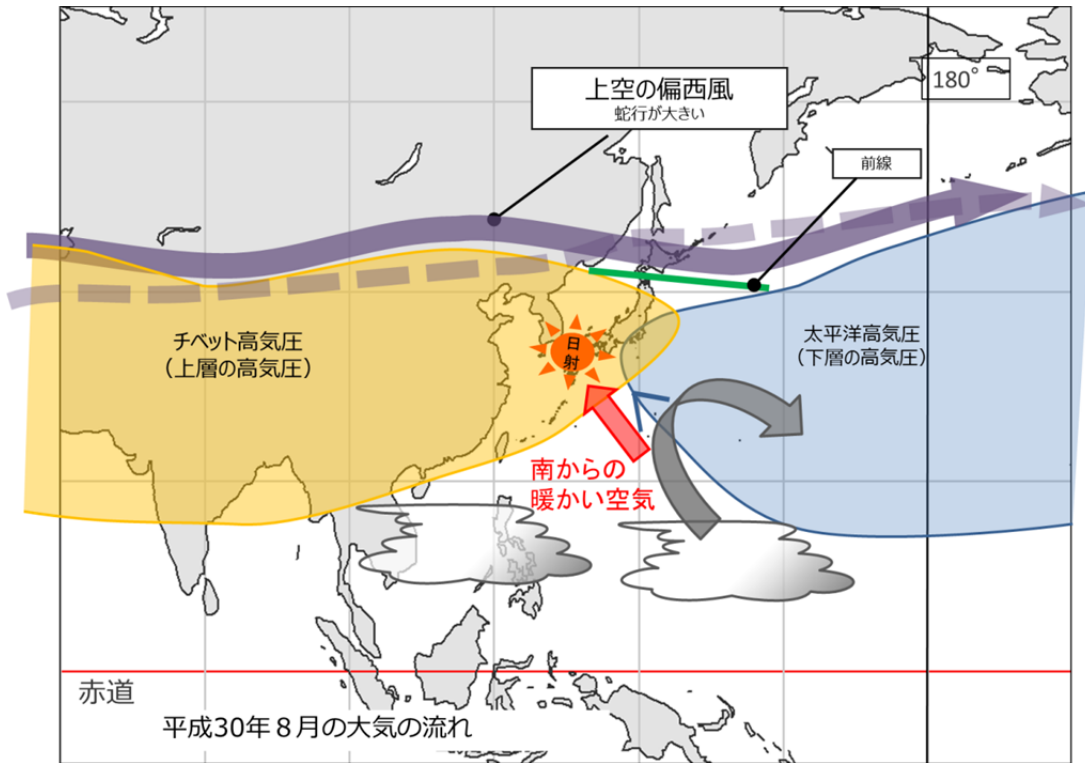 上空の偏西風
蛇行が大きい
180°
前線
チベット高気圧
(上層の高気圧)
日
射
太平洋高気圧
(下層の高気圧)
南からの
暖かい空気
赤道
平成30年8月の大気の流れ